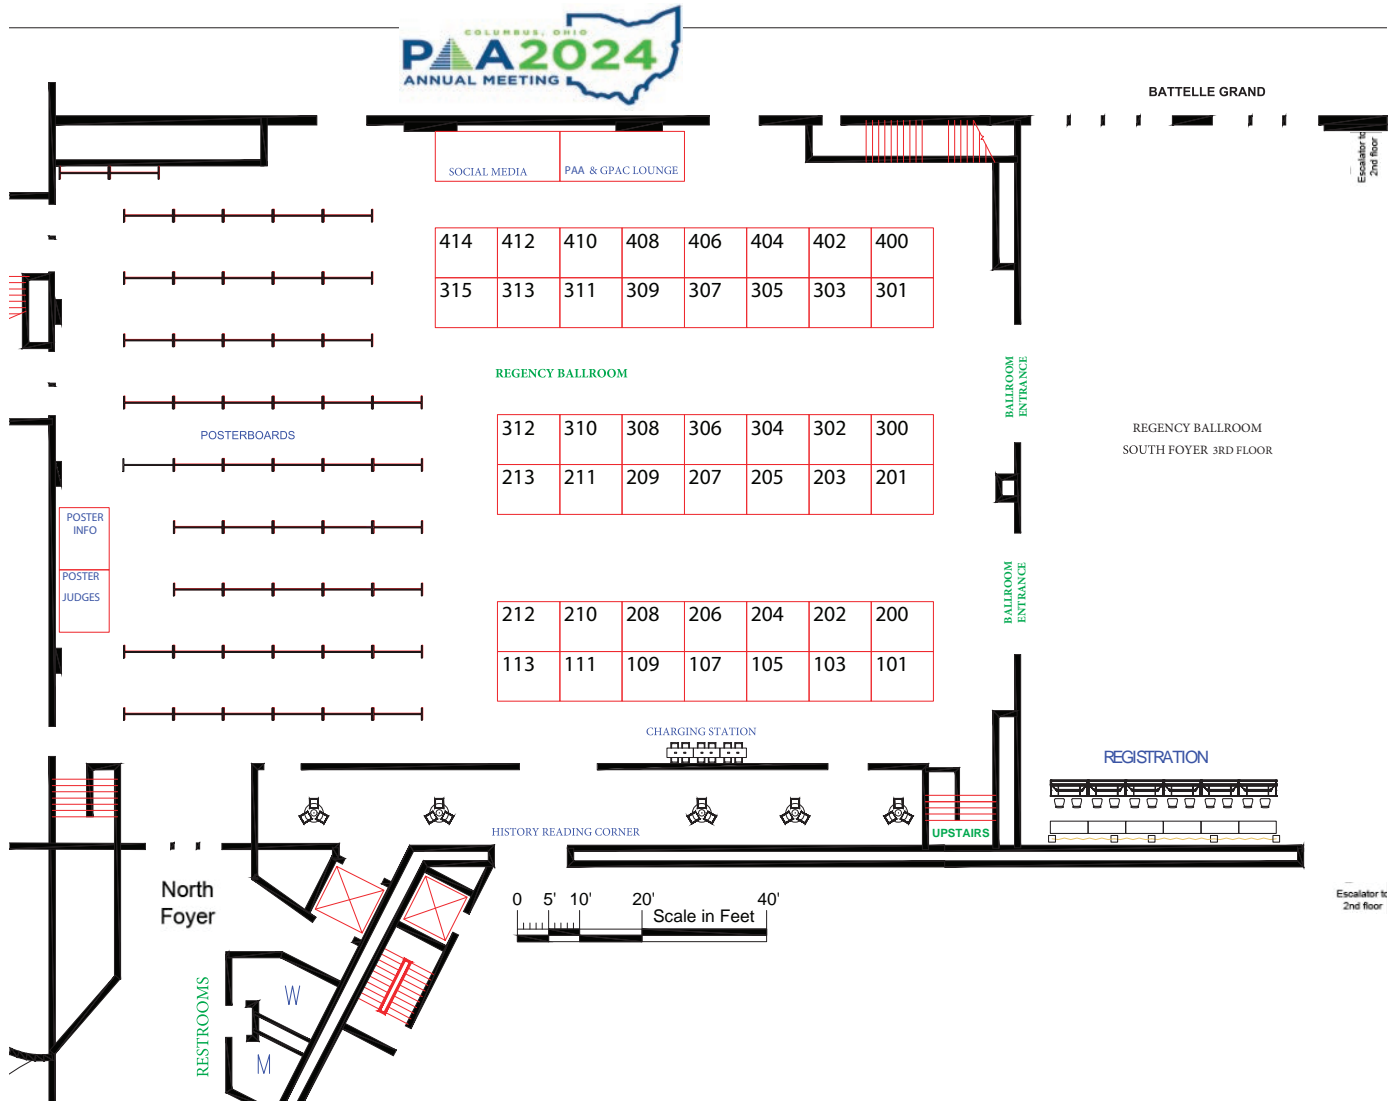 COLUMBUS, OHIO
PAA2024
ANNUAL MEETING
BATTELLE GRAND
Escalator to
2nd floor
SOCIAL MEDIA
PAA & GPAC LOUNGE
414 412 410 408 406 404 402 400
315 313 311 309 307 305 303 301
REGENCY BALLROOM
BALLROOM
ENTRANCE
312 310 308 306 304 302 300
213 211 209 207 205 203 201
REGENCY BALLROOM
SOUTH FOYER 3RD FLOOR
POSTERBOARDS
POSTER
INFO
POSTER
JUDGES
BALLROOM
ENTRANCE
212 210 208 206 204 202 200
113 111 109 107 105 103 101
CHARGING STATION
REGISTRATION
HISTORY READING CORNER
UPSTAIRS
North
Foyer
0 5' 10' 20' 40'
Scale in Feet
Escalator to
2nd floor
RESTROOMS
W
M